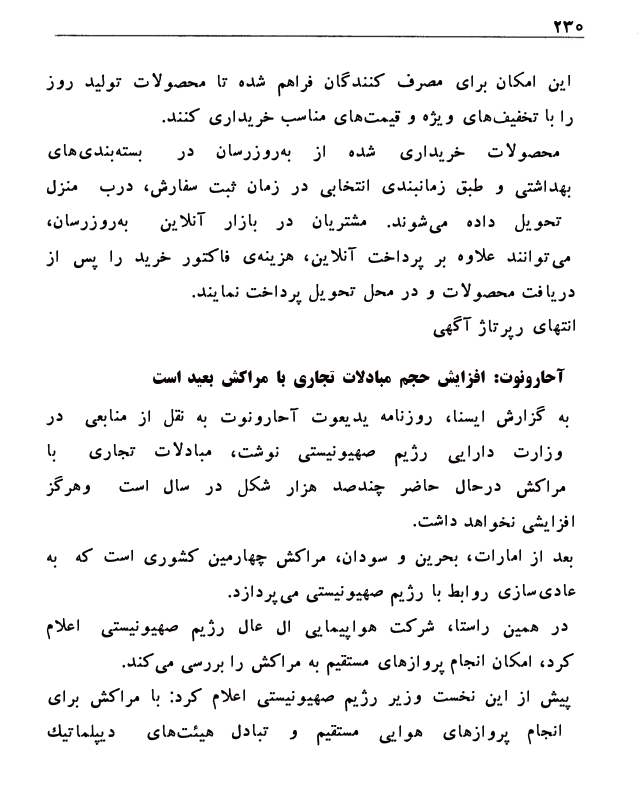 ۲۳۰
این امکان برای مصرف کنندگان فراهم شده تا محصولات تولید روز
را با تخفیف‌های ویژه و قیمت‌های مناسب خریداری کنند.
محصولات خریداری شده از به‌روزرسان در بسته‌بندی‌های
بهداشتی و طبق زمانبندی انتخابی در زمان ثبت سفارش، درب منزل
تحویل داده می‌شوند. مشتریان در بازار آنلاین به‌روزرسان،
می‌توانند علاوه بر پرداخت آنلاین، هزینه‌ی فاکتور خرید را پس از
دریافت محصولات و در محل تحویل پرداخت نمایند.
انتهای رپرتاژ آگهی
آحارونوت: افزایش حجم مبادلات تجاری با مراکش بعید است
به گزارش ایسنا، روزنامه یدیعوت آحارونوت به نقل از منابعی در
وزارت دارایی رژیم صهیونیستی نوشت، مبادلات تجاری با
مراکش درحال حاضر چندصد هزار شکل در سال است وهرگز
افزایشی نخواهد داشت.
بعد از امارات، بحرین و سودان، مراکش چهارمین کشوری است که به
عادی‌سازی روابط با رژیم صهیونیستی می‌پردازد.
در همین راستا، شرکت هواپیمایی ال عال رژیم صهیونیستی اعلام
کرد، امکان انجام پروازهای مستقیم به مراکش را بررسی می‌کند.
پیش از این نخست وزیر رژیم صهیونیستی اعلام کرد: با مراکش برای
انجام پروازهای هوایی مستقیم و تبادل هیئت‌های دیپلماتیك